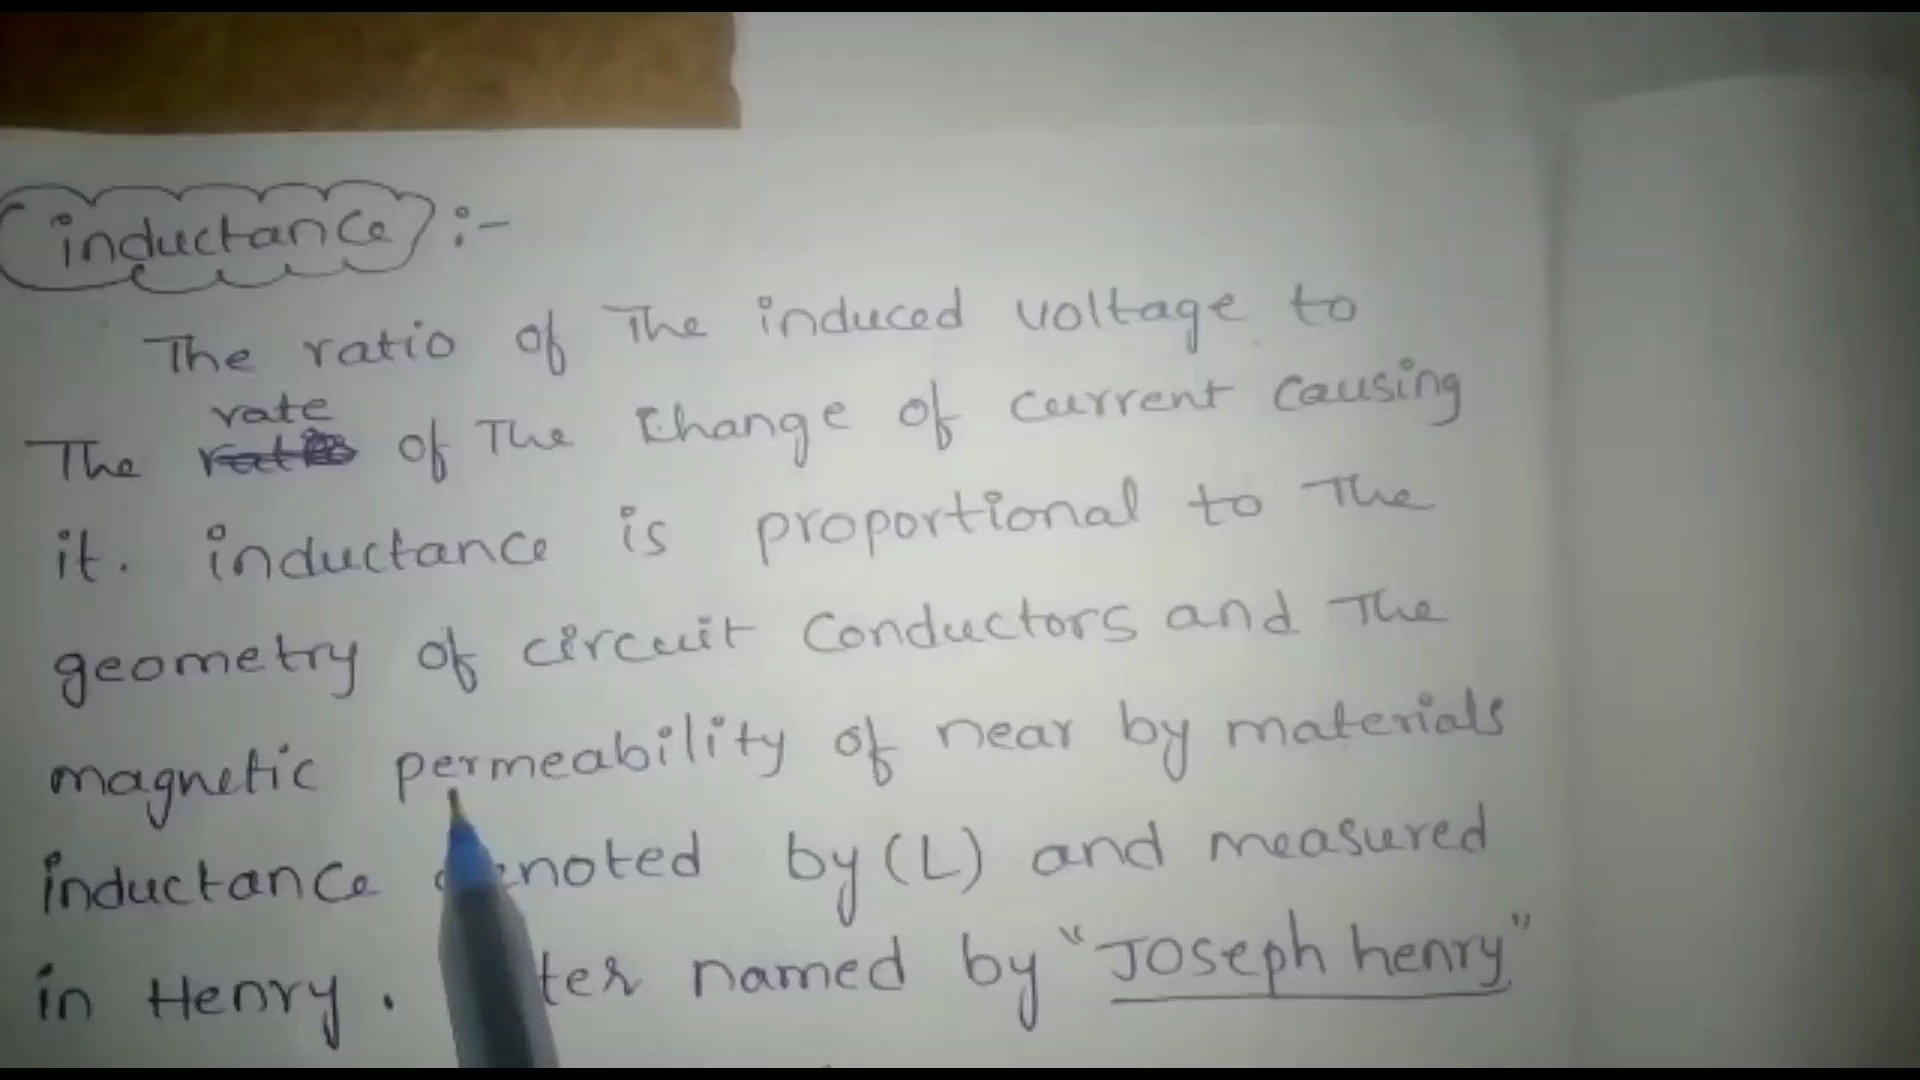 inductance :-
The ratio of The induced voltage to
rate
The of The Change of current causing
it. inductance is proportional to The
geometry of circuit Conductors and The
magnetic permeability of near by materials
inductance denoted by (L) and measured
in Henry. named by "Joseph henry"